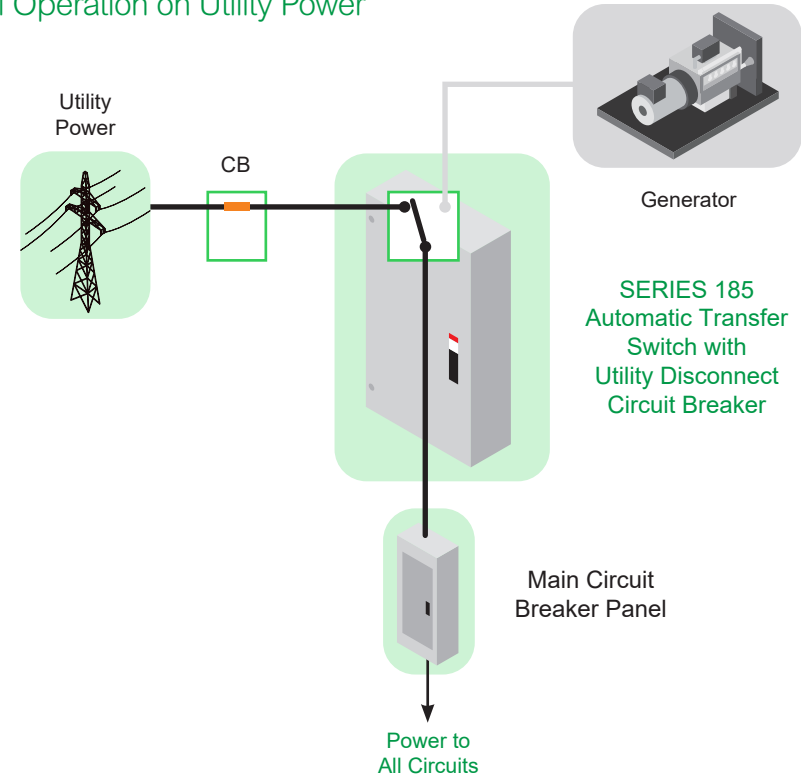 Operation on Utility Power
Utility
Power
CB
Generator
SERIES 185
Automatic Transfer
Switch with
Utility Disconnect
Circuit Breaker
Main Circuit
Breaker Panel
Power to
All Circuits